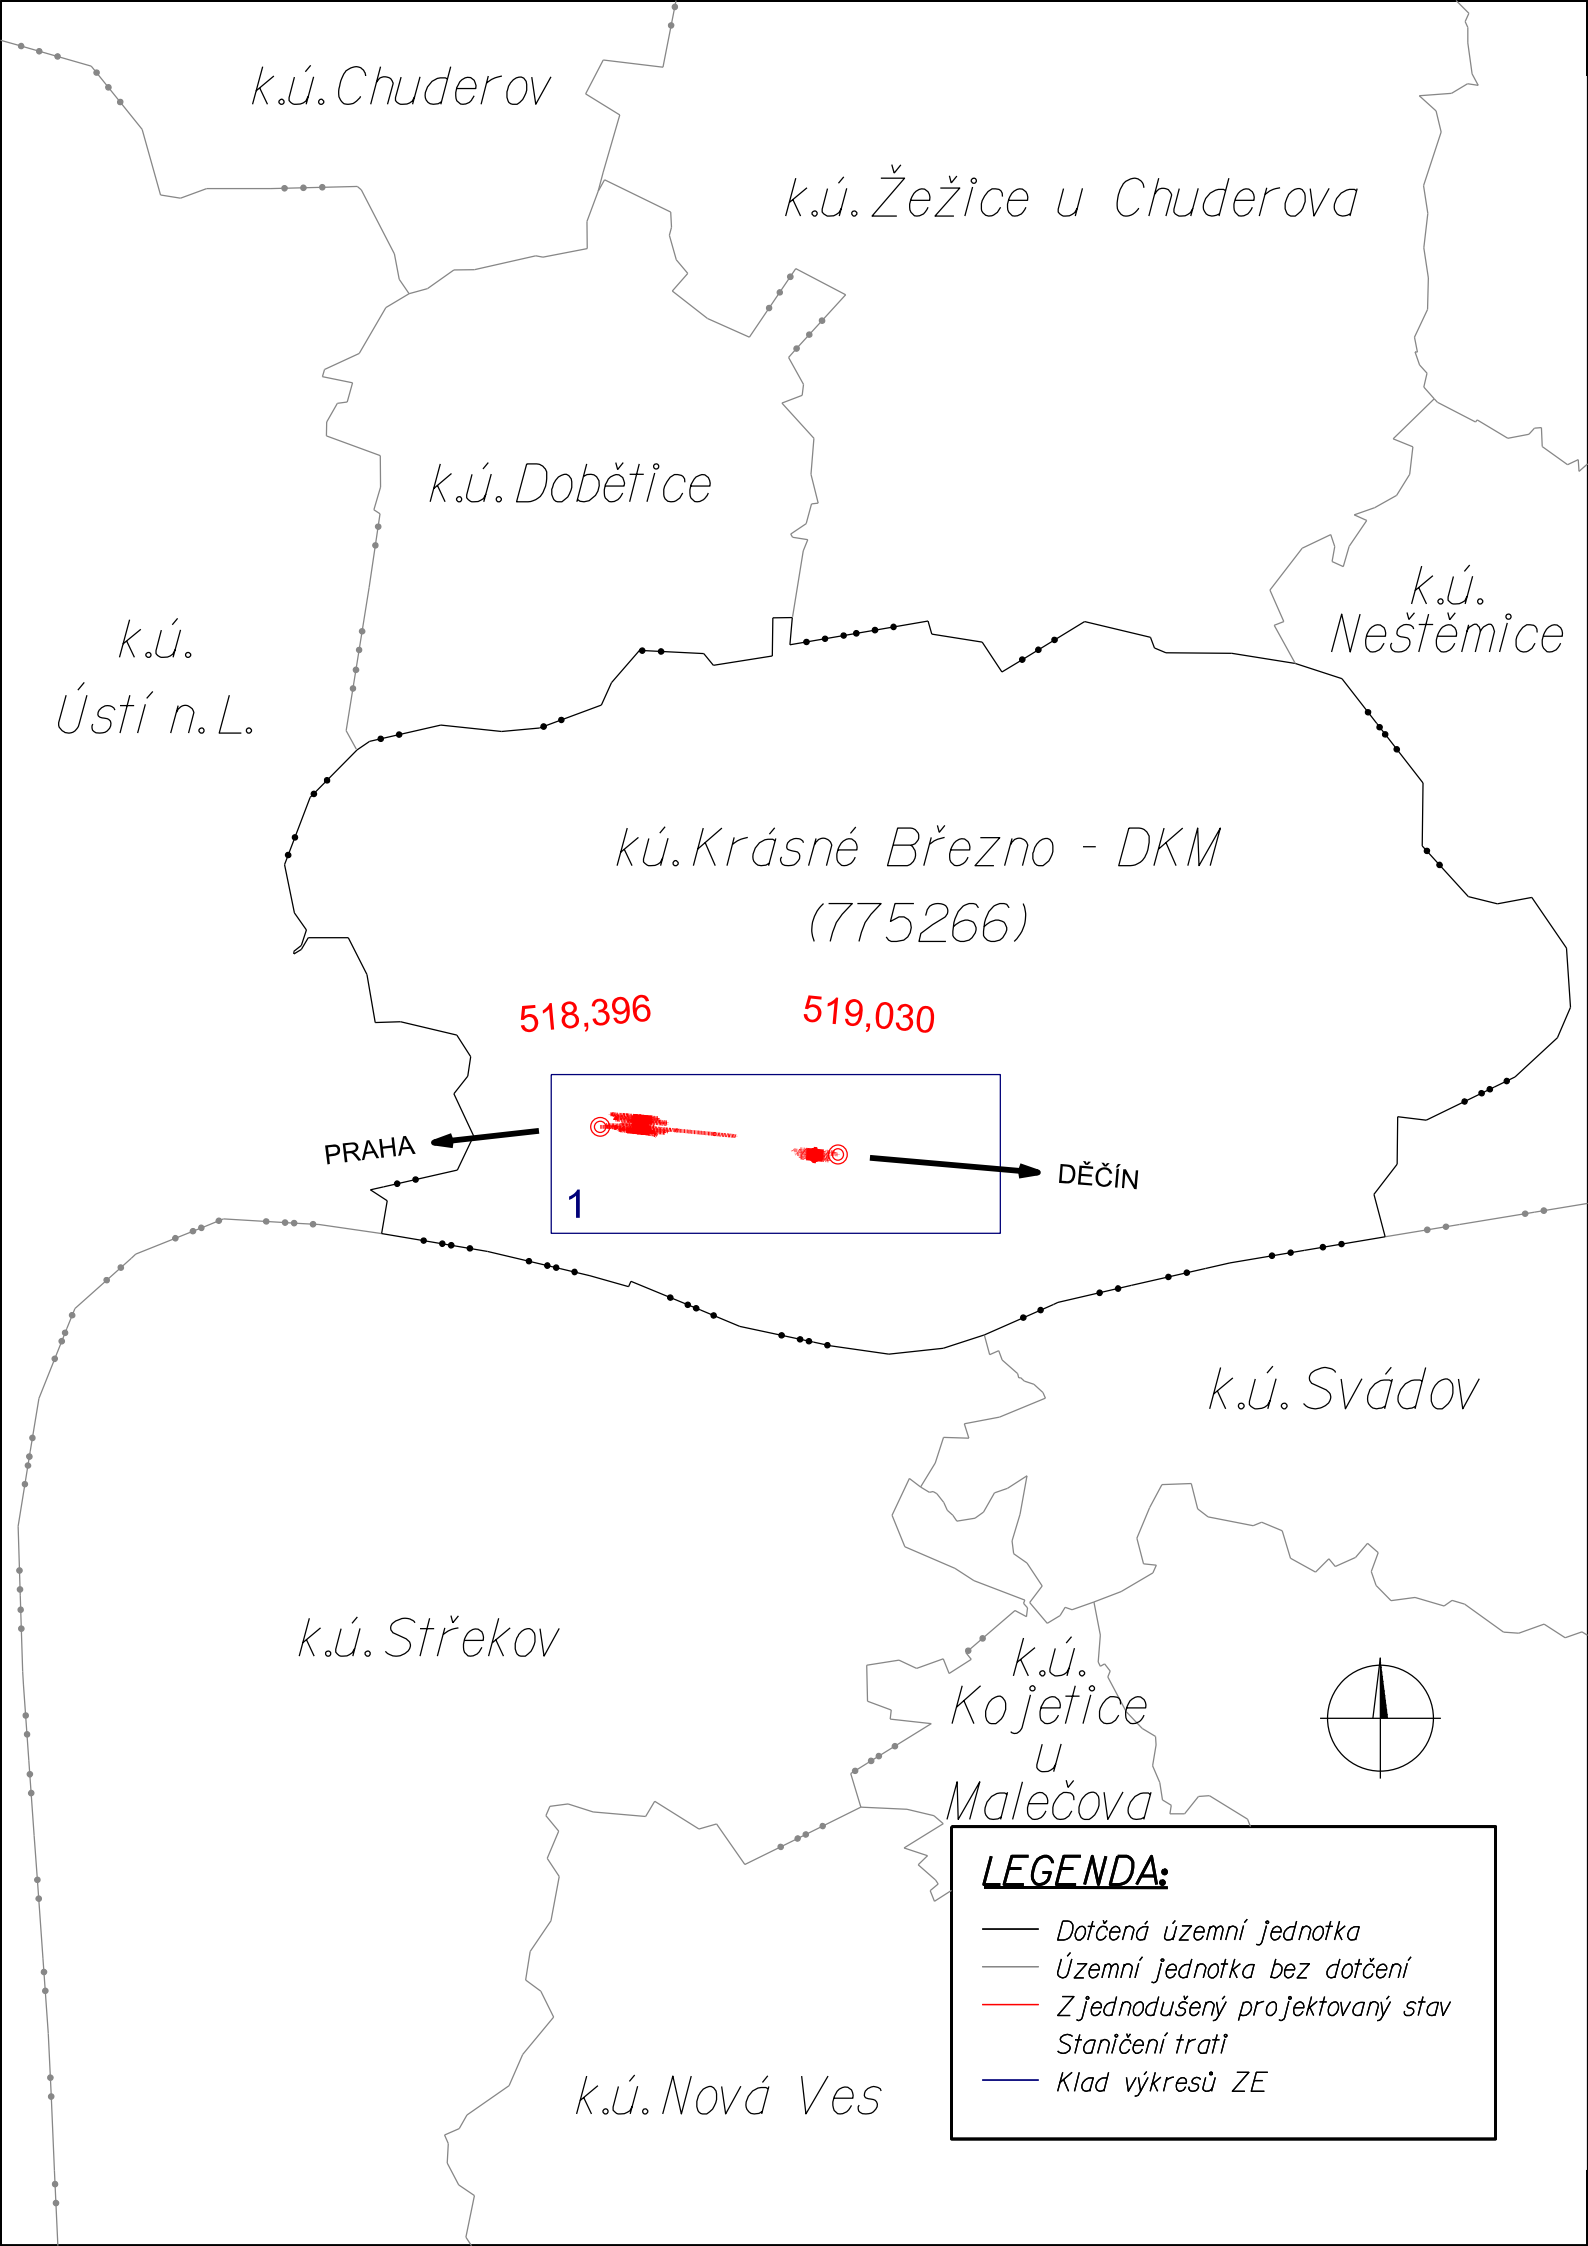 k.ú. Chuderov
k.ú. Žežice u Chuderova
k.ú. Dobětice
k.ú.
Neštěmice
k.ú.
Ústí n.L.
kú. Krásné Březno - DKM
(775266)
518,396
519,030
PRAHA
DĚČÍN
1
k.ú. Svádov
k.ú. Střekov
k.ú.
Kojetice
u
Malečova
k.ú. Nová Ves
LEGENDA:
Dotčená územní jednotka
Územní jednotka bez dotčení
Zjednodušený projektovaný stav
Staničení trati
Klad výkresů ZE